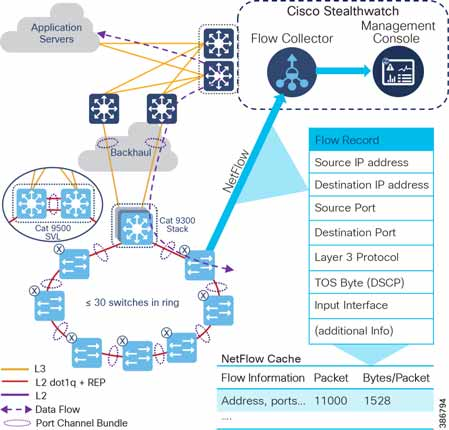 Application
Servers
Cisco Stealthwatch
Flow Collector
Management
Console
Backhaul
NetFlow
Cat 9500
SVL
Cat 9300
Stack
Flow Record
Source IP address
Destination IP address
Source Port
Destination Port
Layer 3 Protocol
TOS Byte (DSCP)
Input Interface
(additional Info)
X
X
X
X
X
X
X
≤ 30 switches in ring
L3
L2 dot1q + REP
L2
Data Flow
Port Channel Bundle
NetFlow Cache
Flow Information Packet Bytes/Packet
Address, ports... 11000 1528
....
386794